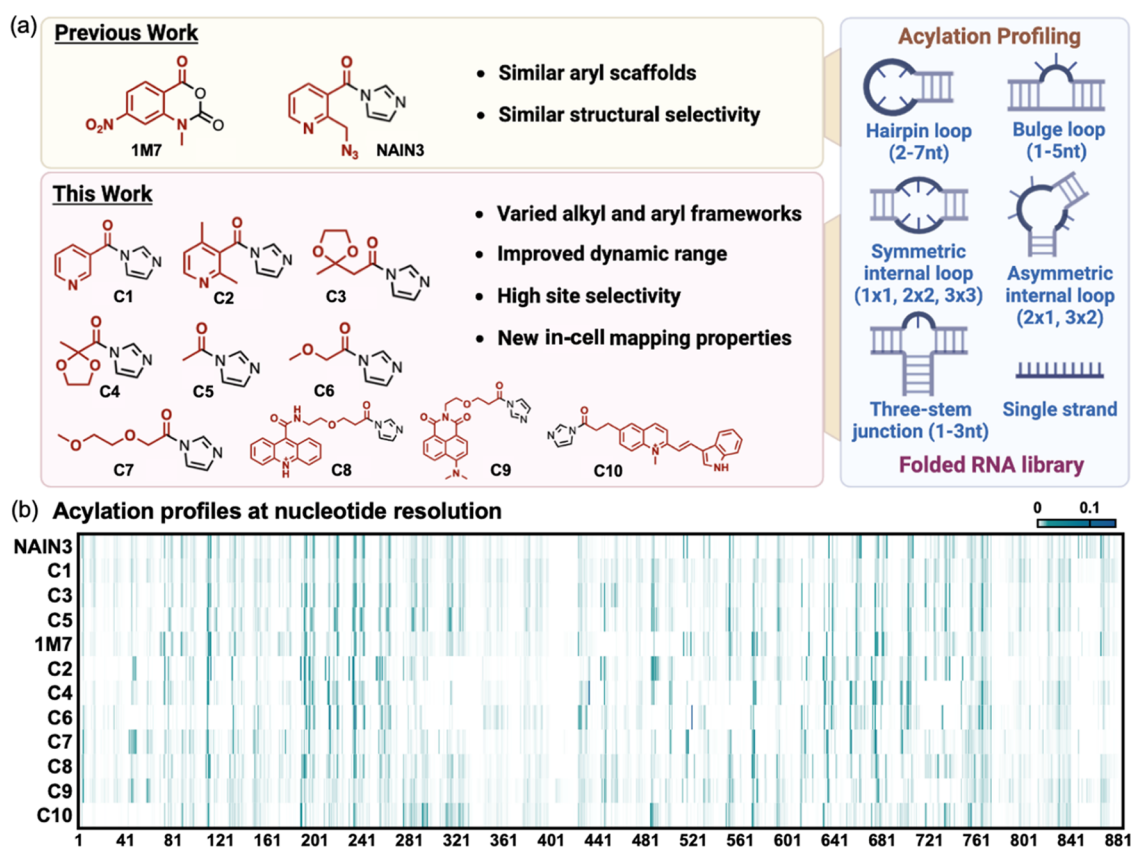 (a)
Previous Work
O
O
N
O
O₂N
1M7
O
N
N
N
N₃
NAIN3
• Similar aryl scaffolds
• Similar structural selectivity
This Work
O
N
N
N
C1
O
N
N
N
C2
O
O
O
N
N
C3
• Varied alkyl and aryl frameworks
• Improved dynamic range
• High site selectivity
• New in-cell mapping properties
O
N
N
O
O
C4
O
N
N
C5
O
O
N
N
C6
O
O
O
N
N
C7
H
N
O
O
O
N
N
N
H
C8
O
O
N
N
O
N
O
N
C9
O
N
N
N
NH
C10
Acylation Profiling
Hairpin loop
(2-7nt)
Bulge loop
(1-5nt)
Symmetric
internal loop
(1x1, 2x2, 3x3)
Asymmetric
internal loop
(2x1, 3x2)
Three-stem
junction (1-3nt)
Single strand
Folded RNA library
(b) Acylation profiles at nucleotide resolution
0 0.1
NAIN3
C1
C3
C5
1M7
C2
C4
C6
C7
C8
C9
C10
1 41 81 121 161 201 241 281 321 361 401 441 481 521 561 601 641 681 721 761 801 841 881